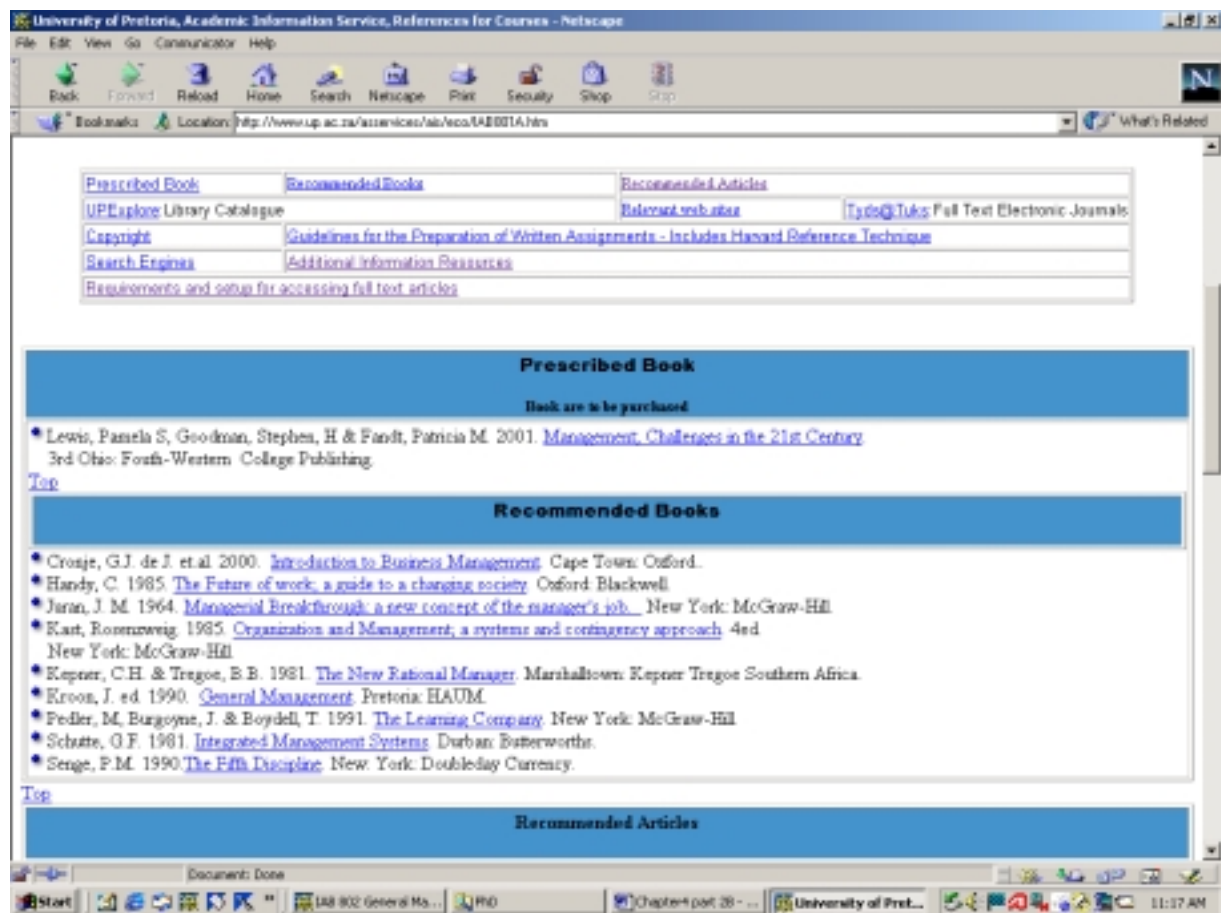 University of Pretoria, Academic Information Service, References for Courses - Netscape
File Edit View Go Communicator Help
Back Forward Reload Home Search Netscape Print Security Shop Stop
Bookmarks Location: http://www.up.ac.za/asservices/ais/eco/IAB801A.htm What's Related
Prescribed Book Recommended Books Recommended Articles
UPExplore Library Catalogue Relevant web sites Tyds@Tuks Full Text Electronic Journals
Copyright Guidelines for the Preparation of Written Assignments - Includes Harvard Reference Technique
Search Engines Additional Information Resources
Requirements and setup for accessing full text articles
Prescribed Book
Book are to be purchased
Lewis, Pamela S, Goodman, Stephen, H & Fandt, Patricia M. 2001. Management, Challenges in the 21st Century.
3rd Ohio: Fouth-Western College Publishing.
Top
Recommended Books
Cronje, G.J. de J. et.al. 2000. Introduction to Business Management. Cape Town: Oxford..
Handy, C. 1985. The Future of work; a guide to a changing society. Oxford: Blackwell.
Juran, J. M. 1964. Managerial Breakthrough: a new concept of the manager's job. New York: McGraw-Hill.
Kast, Rosenzweig. 1985. Organization and Management; a systems and contingency approach. 4ed.
New York: McGraw-Hill.
Kepner, C.H. & Tregoe, B.B. 1981. The New Rational Manager. Marshalltown: Kepner Tregoe Southern Africa.
Kroon, J. ed. 1990. General Management. Pretoria: HAUM.
Pedler, M, Burgoyne, J. & Boydell, T. 1991. The Learning Company. New York: McGraw-Hill.
Schutte, G.F. 1981. Integrated Management Systems. Durban: Butterworths.
Senge, P.M. 1990. The Fifth Discipline. New. York: Doubleday Currency.
Top
Recommended Articles
Document: Done
Start IAB 802 General Ma... PhD Chapter4 part 2B - ... University of Pret... 11:17 AM